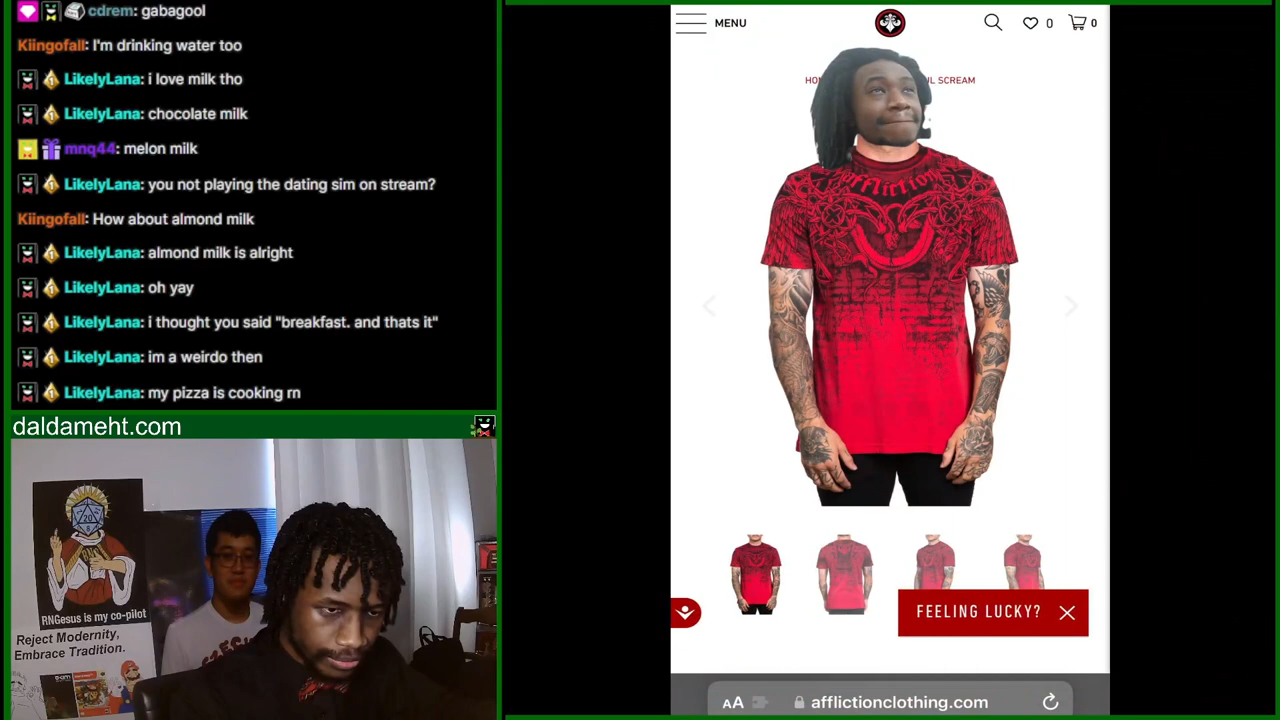 cdrem: gabagool
Kiingofall: I'm drinking water too
LikelyLana: i love milk tho
LikelyLana: chocolate milk
mnq44: melon milk
LikelyLana: you not playing the dating sim on stream?
Kiingofall: How about almond milk
LikelyLana: almond milk is alright
LikelyLana: oh yay
LikelyLana: i thought you said "breakfast. and thats it"
LikelyLana: im a weirdo then
LikelyLana: my pizza is cooking rn
daldameht.com
20
RNGesus is my co-pilot
Reject Modernity,
Embrace Tradition.
MENU
0
0
SCREAM
Affliction
FEELING LUCKY?
AA
afflictionclothing.com